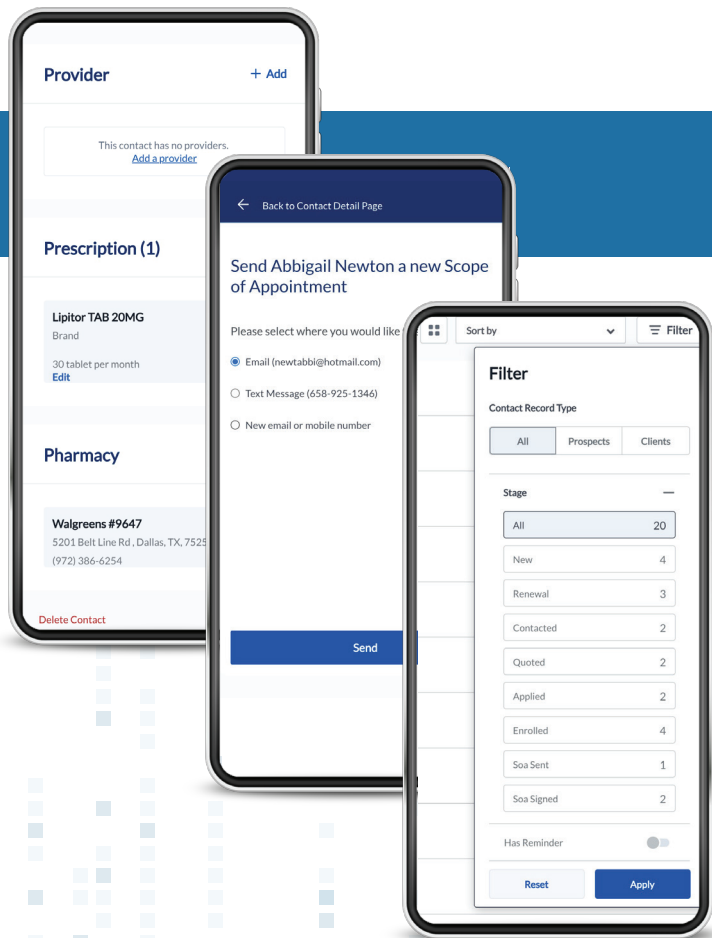 Provider
+ Add
This contact has no providers.
Add a provider
Prescription (1)
Lipitor TAB 20MG
Brand
30 tablet per month
Edit
Pharmacy
Walgreens #9647
5201 Belt Line Rd , Dallas, TX, 7525
(972) 386-6254
Delete Contact
← Back to Contact Detail Page
Send Abbigail Newton a new Scope
of Appointment
Please select where you would like
Email (newtabbi@hotmail.com)
Text Message (658-925-1346)
New email or mobile number
Send
Sort by
Filter
Filter
Contact Record Type
All Prospects Clients
Stage
All 20
New 4
Renewal 3
Contacted 2
Quoted 2
Applied 2
Enrolled 4
Soa Sent 1
Soa Signed 2
Has Reminder
Reset Apply